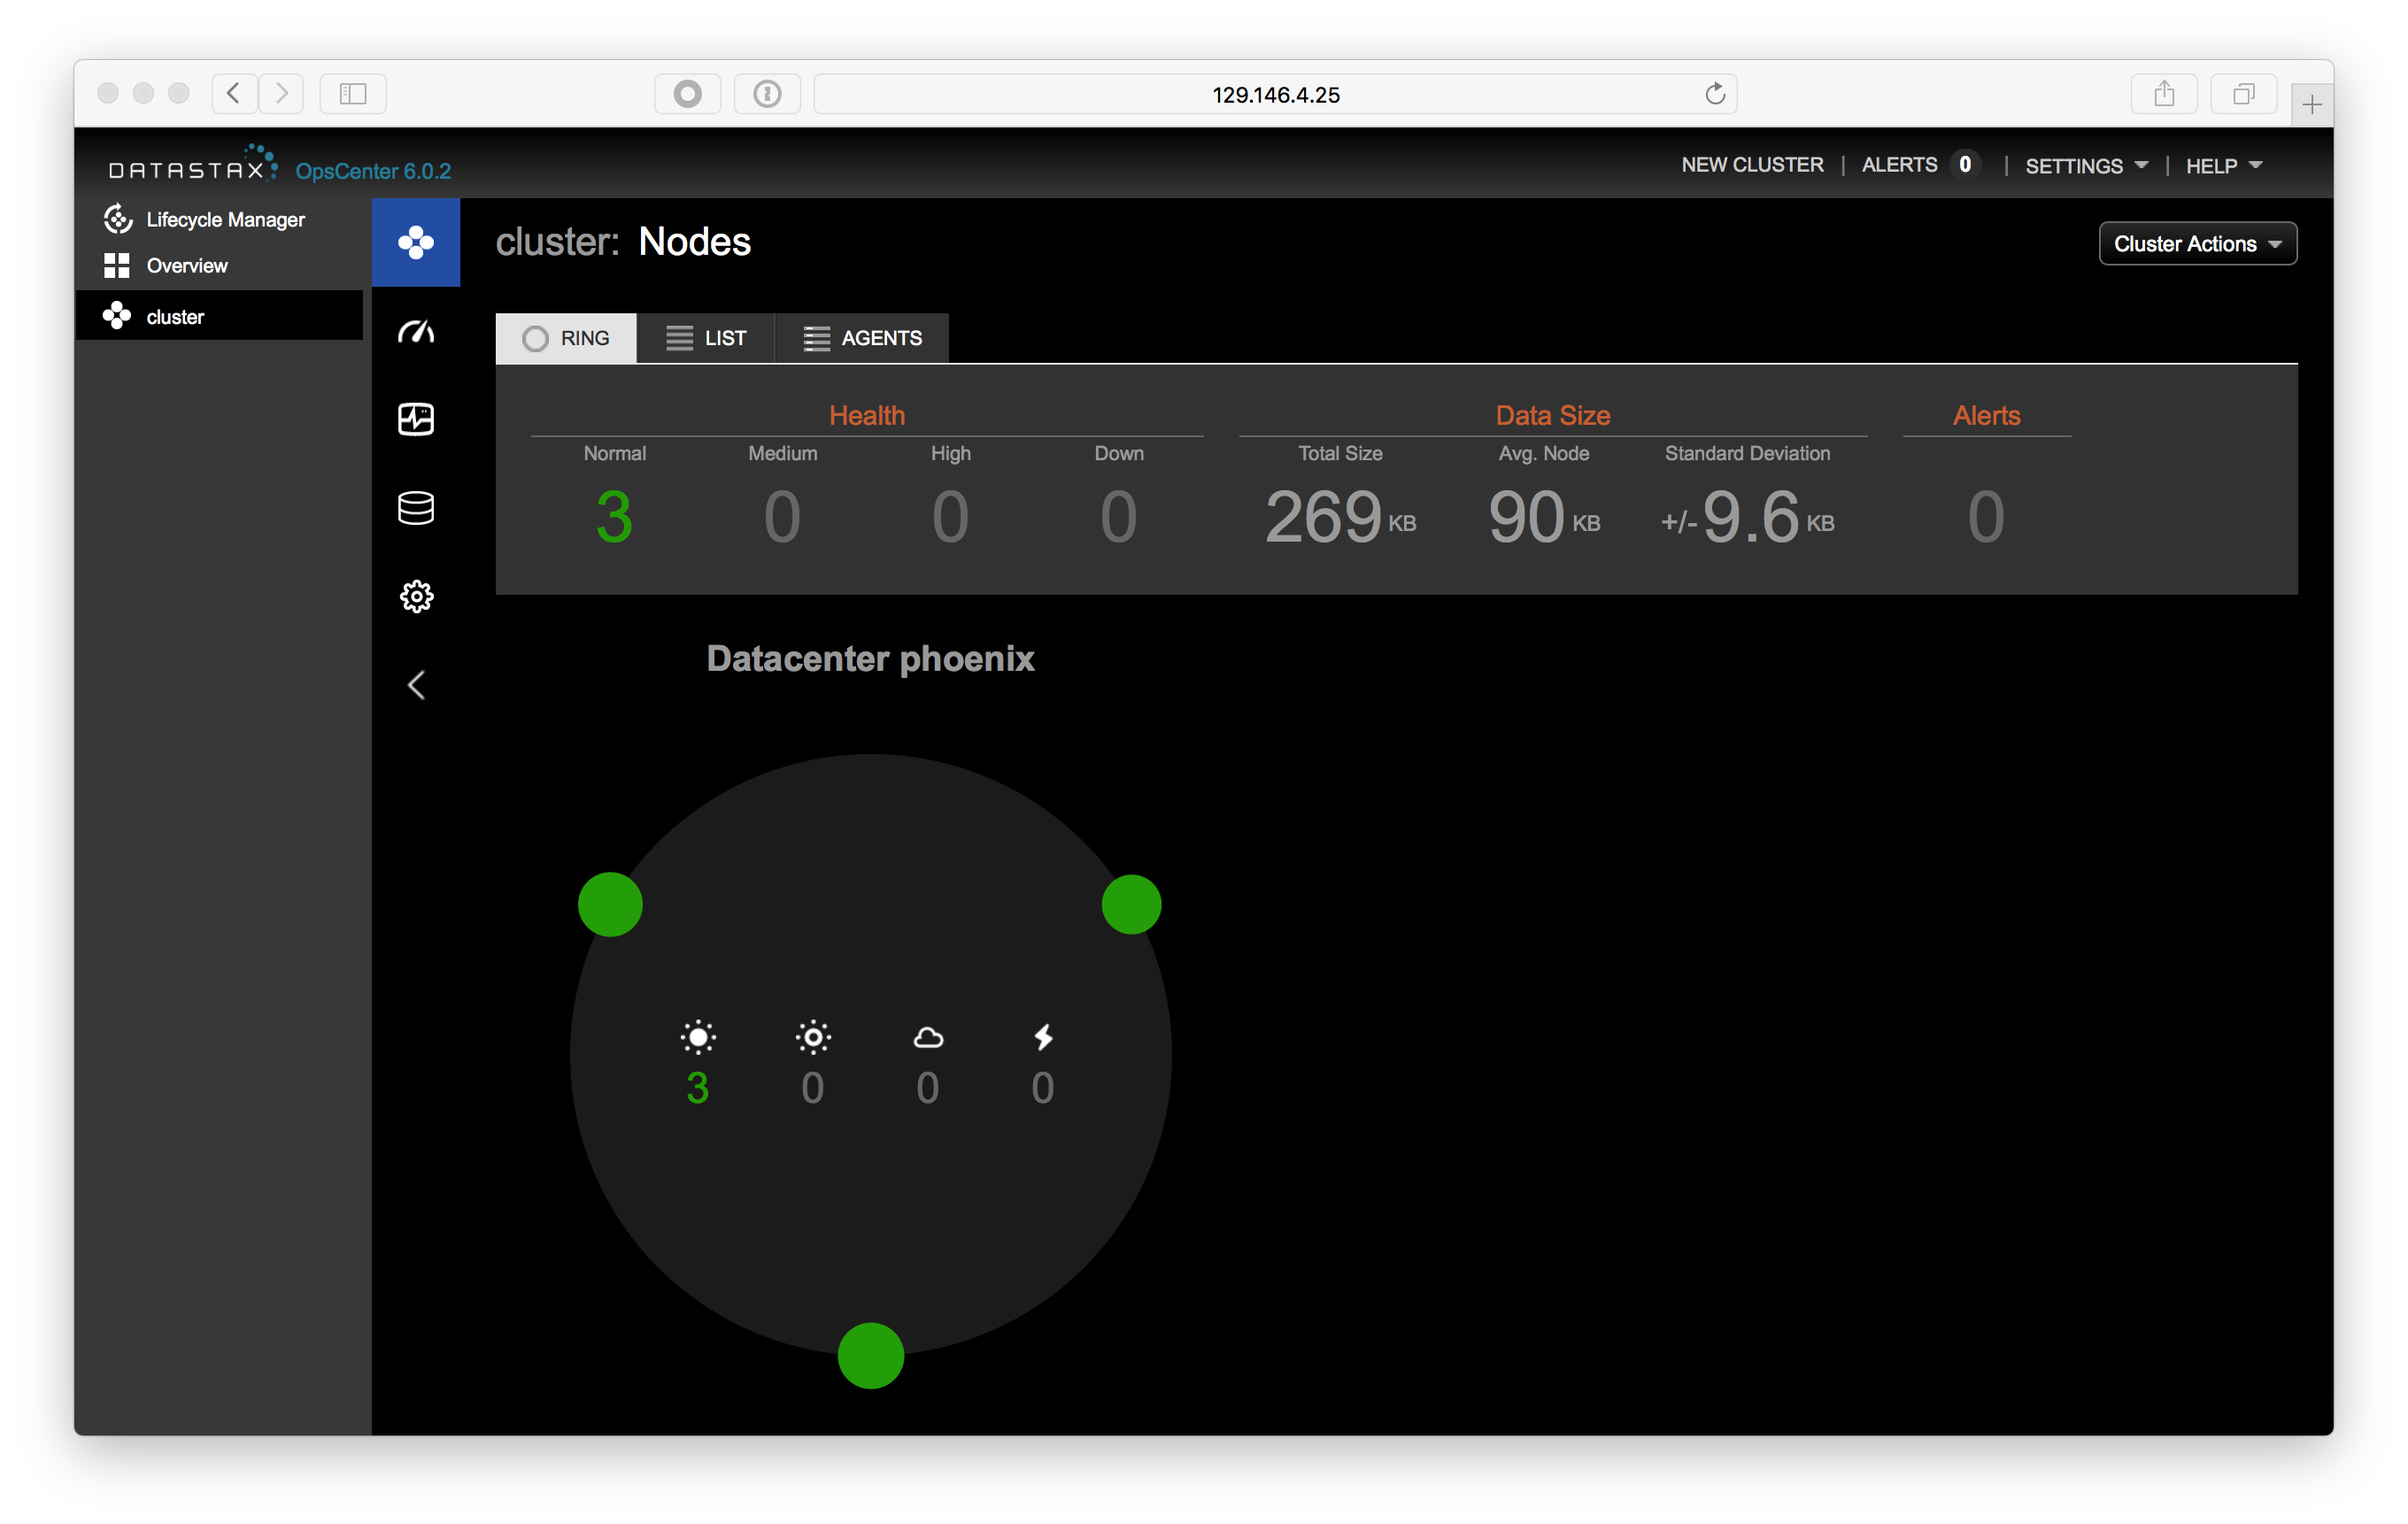 129.146.4.25
DATASTAX OpsCenter 6.0.2
NEW CLUSTER | ALERTS 0 | SETTINGS | HELP
Lifecycle Manager
Overview
cluster
cluster: Nodes
Cluster Actions
RING LIST AGENTS
Health Data Size Alerts
Normal Medium High Down Total Size Avg. Node Standard Deviation
3 0 0 0 269 KB 90 KB +/- 9.6 KB 0
Datacenter phoenix
3 0 0 0